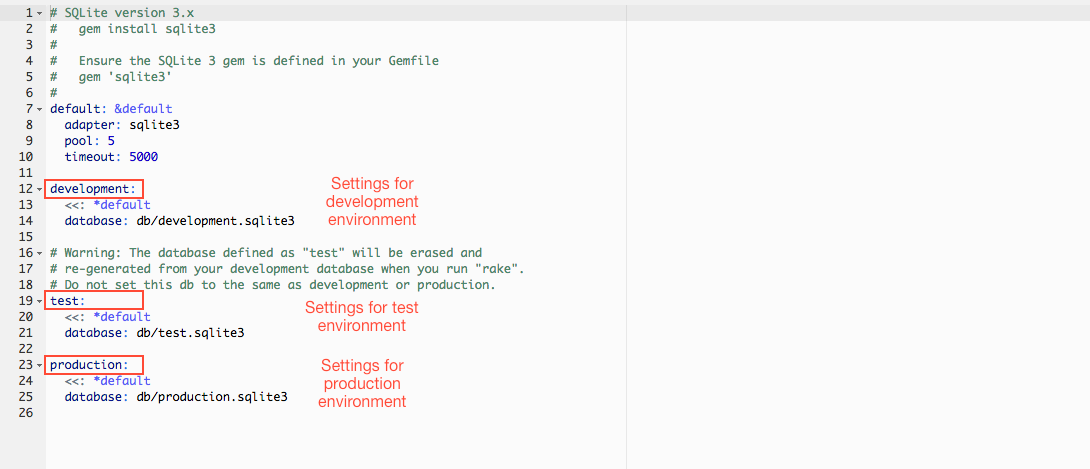 1 # SQLite version 3.x
2 #   gem install sqlite3
3 #
4 #   Ensure the SQLite 3 gem is defined in your Gemfile
5 #   gem 'sqlite3'
6 #
7 default: &default
8   adapter: sqlite3
9   pool: 5
10   timeout: 5000
11
12 development:
13   <<: *default
14   database: db/development.sqlite3
Settings for
development
environment
15
16 # Warning: The database defined as "test" will be erased and
17 # re-generated from your development database when you run "rake".
18 # Do not set this db to the same as development or production.
19 test:
20   <<: *default
21   database: db/test.sqlite3
Settings for test
environment
22
23 production:
24   <<: *default
25   database: db/production.sqlite3
Settings for
production
environment
26